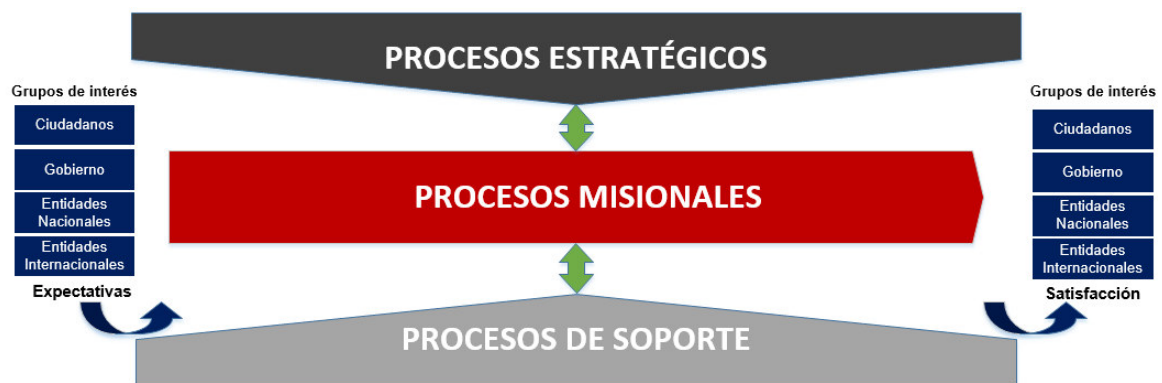 PROCESOS ESTRATÉGICOS
Grupos de interés
Ciudadanos
Gobierno
Entidades
Nacionales
Entidades
Internacionales
Expectativas
PROCESOS MISIONALES
Grupos de interés
Ciudadanos
Gobierno
Entidades
Nacionales
Entidades
Internacionales
Satisfacción
PROCESOS DE SOPORTE